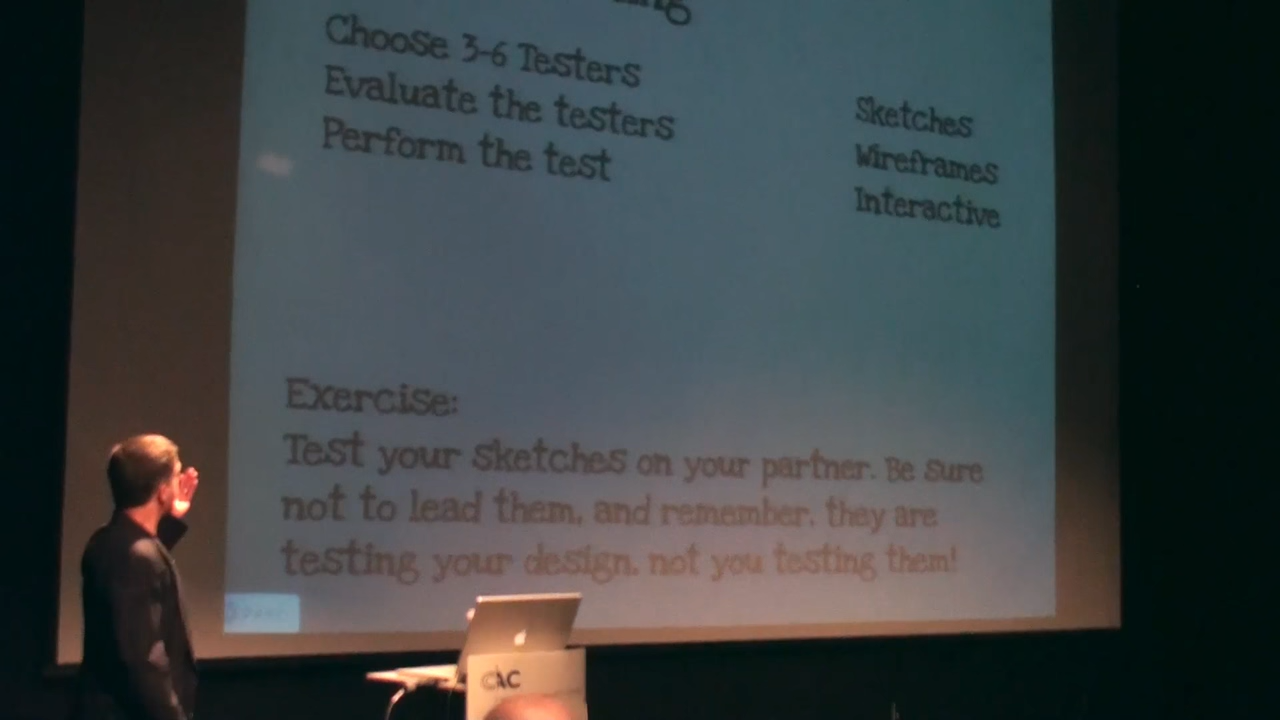 Choose 3-6 Testers
Evaluate the testers
Perform the test
Sketches
Wireframes
Interactive
Exercise:
Test your sketches on your partner. Be sure
not to lead them, and remember, they are
testing your design, not you testing them!
CAC